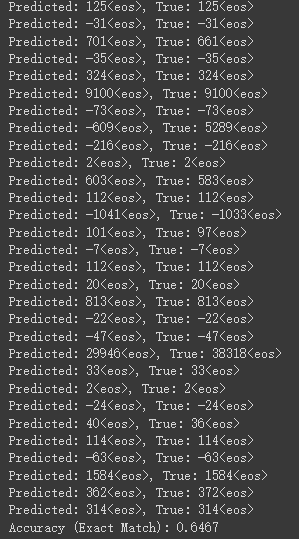 Predicted: 125<eos>, True: 125<eos>
Predicted: -31<eos>, True: -31<eos>
Predicted: 701<eos>, True: 661<eos>
Predicted: -35<eos>, True: -35<eos>
Predicted: 324<eos>, True: 324<eos>
Predicted: 9100<eos>, True: 9100<eos>
Predicted: -73<eos>, True: -73<eos>
Predicted: -609<eos>, True: 5289<eos>
Predicted: -216<eos>, True: -216<eos>
Predicted: 2<eos>, True: 2<eos>
Predicted: 603<eos>, True: 583<eos>
Predicted: 112<eos>, True: 112<eos>
Predicted: -1041<eos>, True: -1033<eos>
Predicted: 101<eos>, True: 97<eos>
Predicted: -7<eos>, True: -7<eos>
Predicted: 112<eos>, True: 112<eos>
Predicted: 20<eos>, True: 20<eos>
Predicted: 813<eos>, True: 813<eos>
Predicted: -22<eos>, True: -22<eos>
Predicted: -47<eos>, True: -47<eos>
Predicted: 29946<eos>, True: 38318<eos>
Predicted: 33<eos>, True: 33<eos>
Predicted: 2<eos>, True: 2<eos>
Predicted: -24<eos>, True: -24<eos>
Predicted: 40<eos>, True: 36<eos>
Predicted: 114<eos>, True: 114<eos>
Predicted: -63<eos>, True: -63<eos>
Predicted: 1584<eos>, True: 1584<eos>
Predicted: 362<eos>, True: 372<eos>
Predicted: 314<eos>, True: 314<eos>
Accuracy (Exact Match): 0.6467